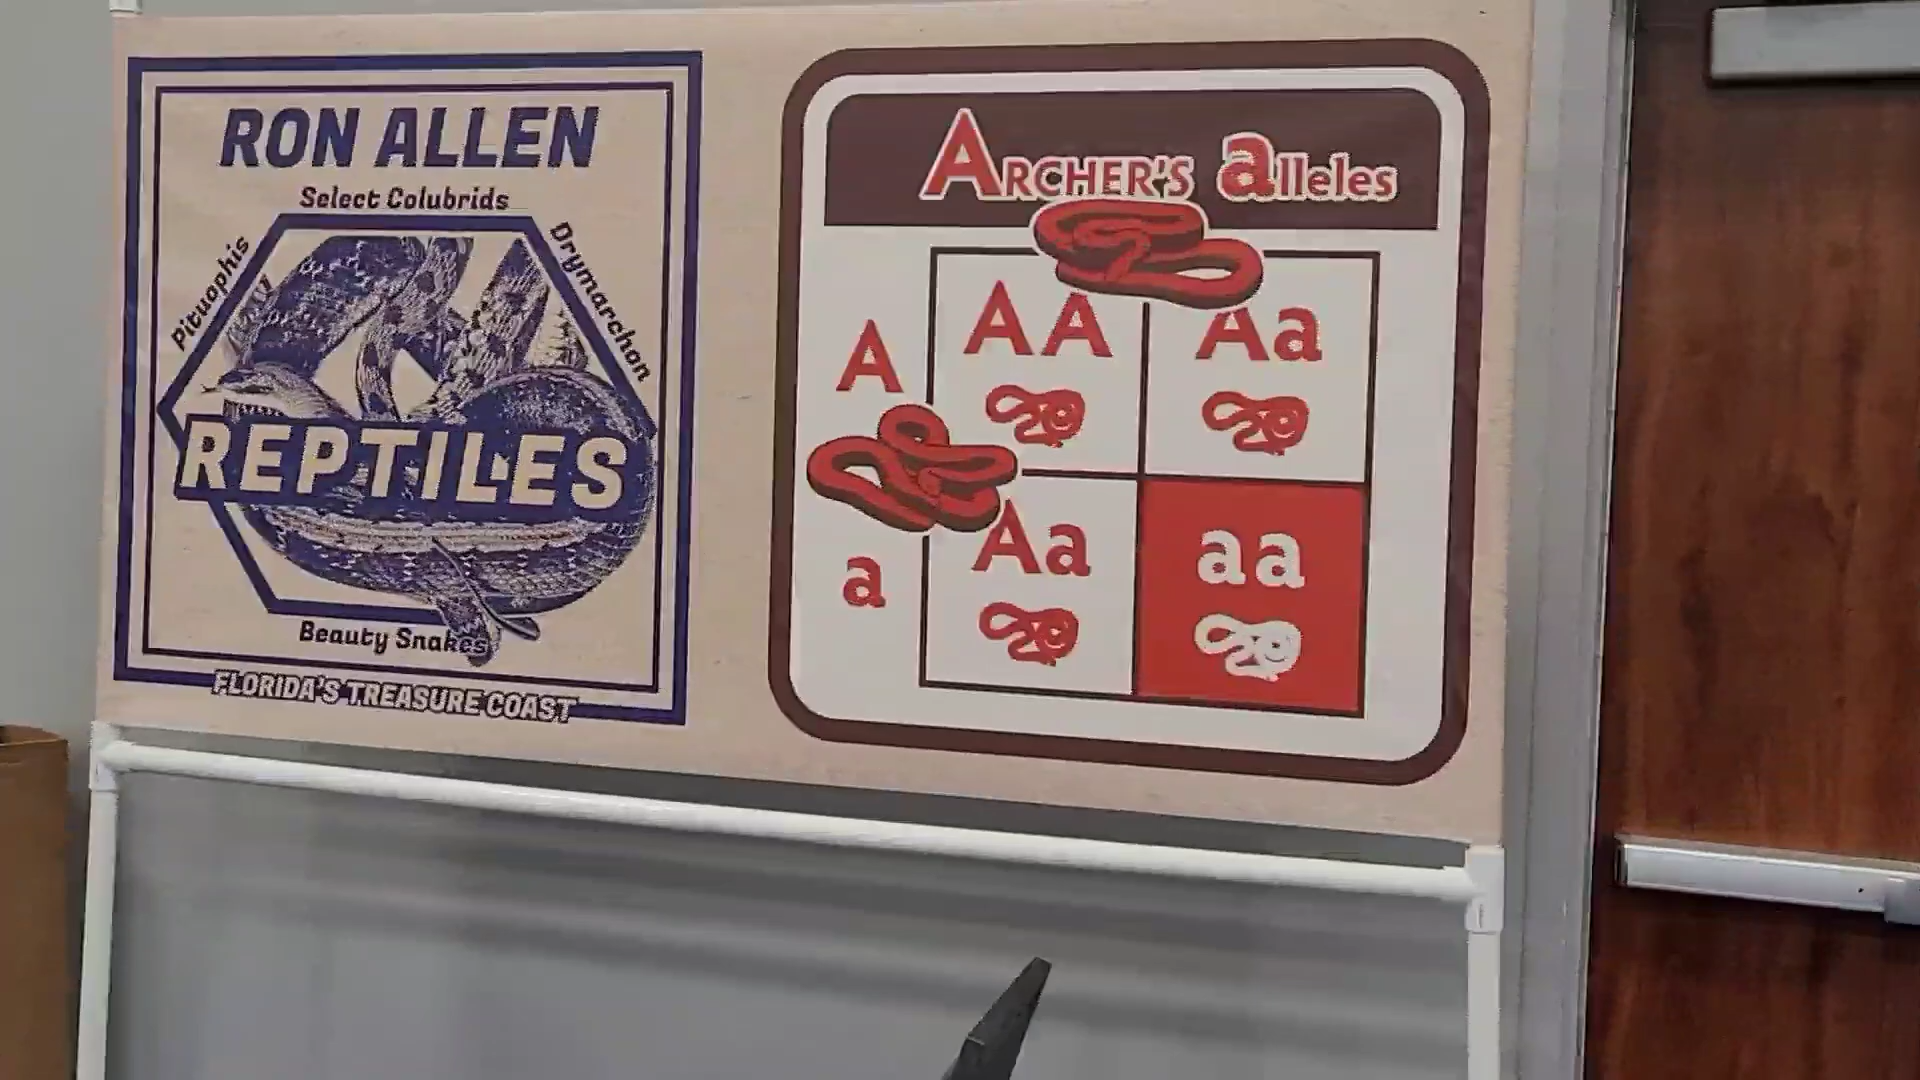 RON ALLEN
Select Colubrids
Pituophis
Drymarchon
REPTILES
Beauty Snakes
FLORIDA'S TREASURE COAST
ARCHER'S alleles
A
AA
Aa
a
Aa
aa